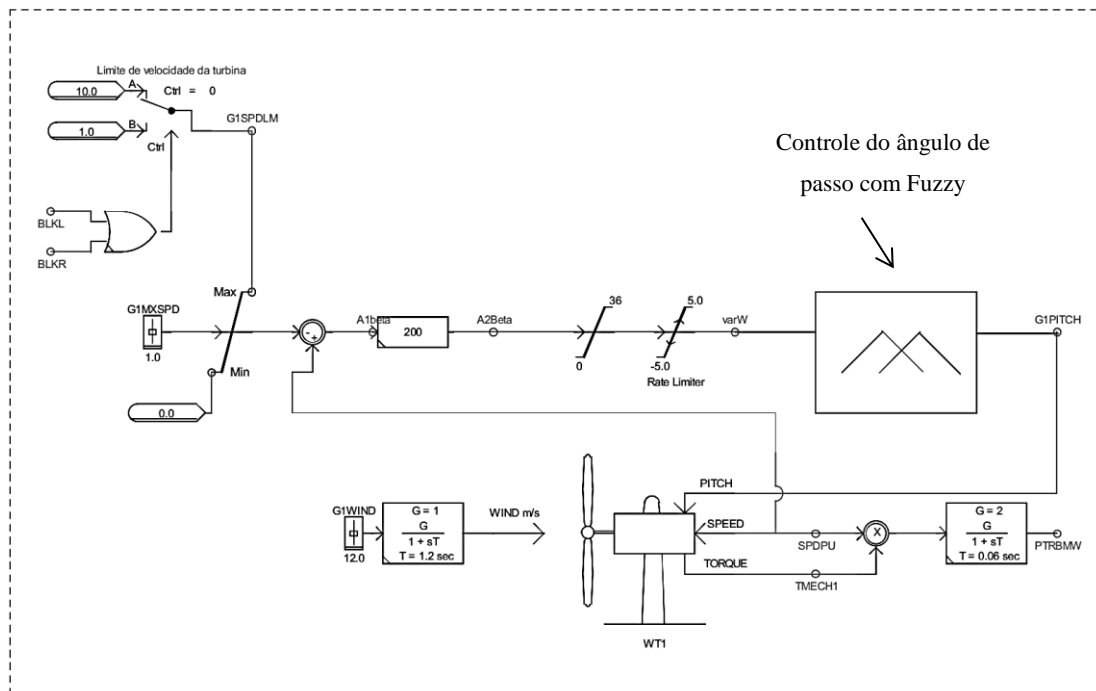 Limite de velocidade da turbina
10.0
A
Ctrl = 0
1.0
B
Ctrl
G1SPDLM
BLKL
BLKR
Controle do ângulo de
passo com Fuzzy
G1MXSPD
1.0
Max
Min
0.0
- +
A1beta
200
A2Beta
36
0
5.0
-5.0
Rate Limiter
varW
G1PITCH
G1WIND
12.0
G = 1
G
1 + sT
T = 1.2 sec
WIND m/s
PITCH
SPEED
TORQUE
WT1
SPDPU
TMECH1
X
G = 2
G
1 + sT
T = 0.06 sec
PTRBMW